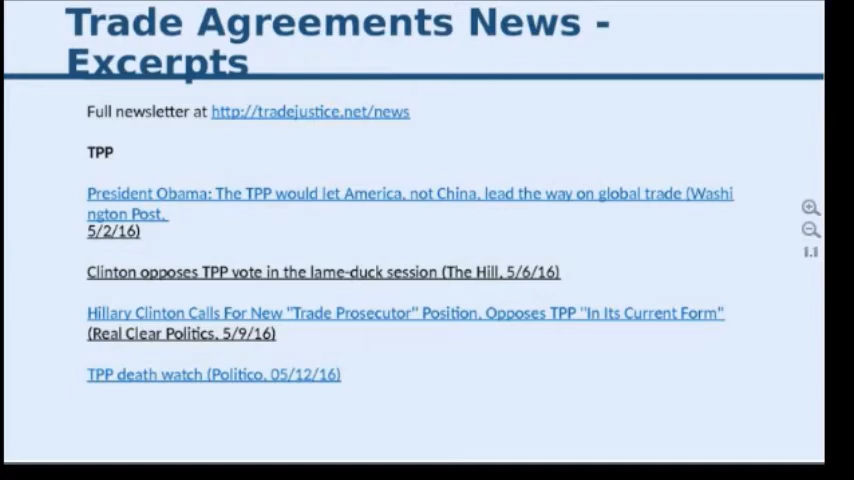 Trade Agreements News -
Excerpts
Full newsletter at http://tradejustice.net/news
TPP
President Obama: The TPP would let America, not China, lead the way on global trade (Washi
ngton Post,
5/2/16)
Clinton opposes TPP vote in the lame-duck session (The Hill, 5/6/16)
Hillary Clinton Calls For New "Trade Prosecutor" Position, Opposes TPP "In Its Current Form"
(Real Clear Politics, 5/9/16)
TPP death watch (Politico, 05/12/16)
1.1